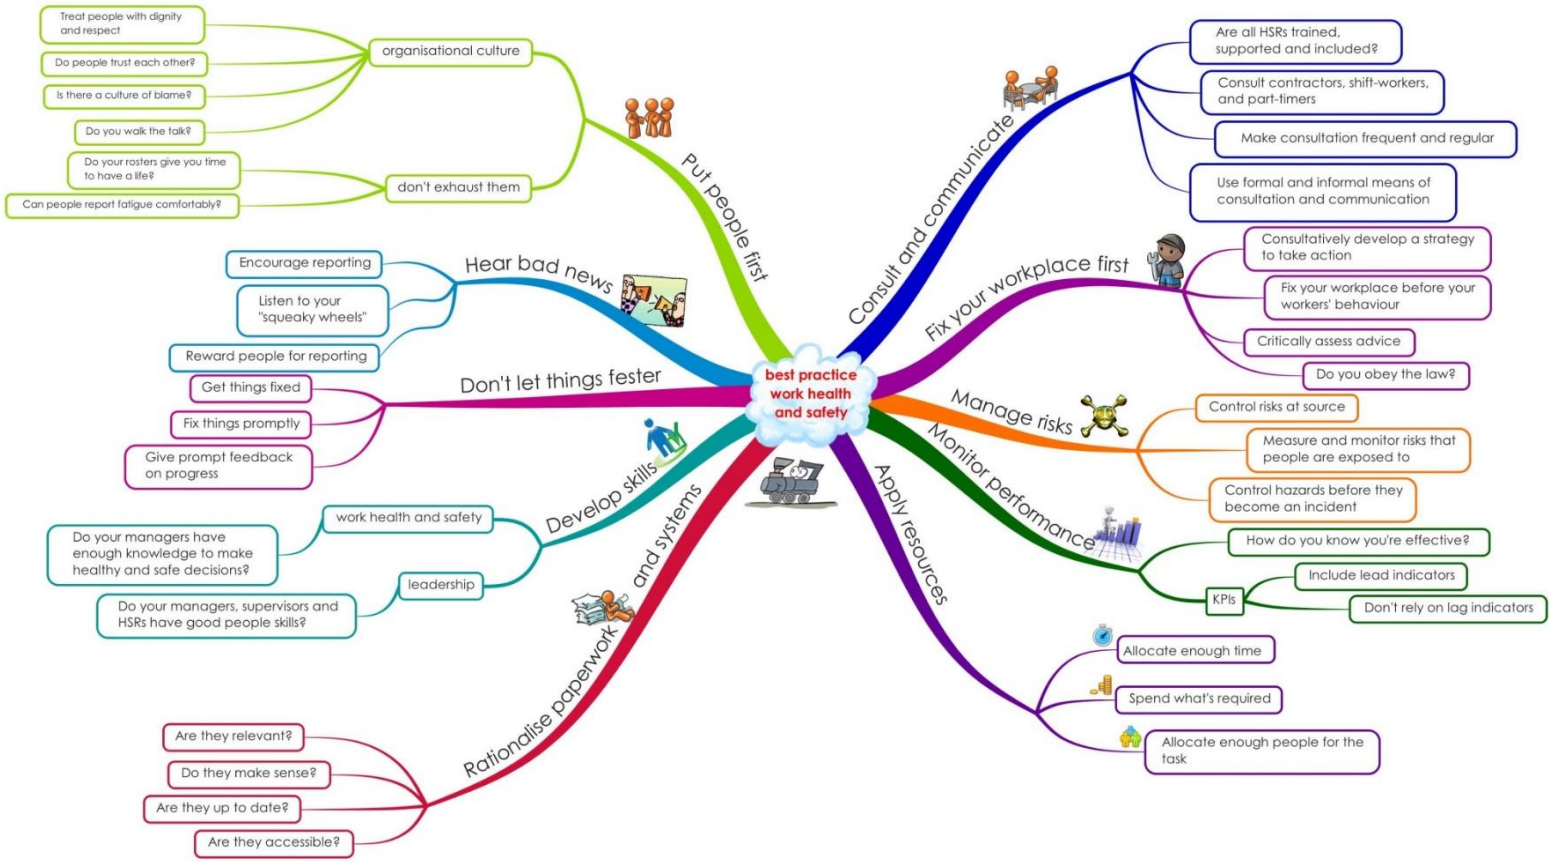 best practice
work health
and safety
Put people first
organisational culture
Treat people with dignity
and respect
Do people trust each other?
Is there a culture of blame?
Do you walk the talk?
don't exhaust them
Do your rosters give you time
to have a life?
Can people report fatigue comfortably?
Hear bad news
Encourage reporting
Listen to your
"squeaky wheels"
Reward people for reporting
Don't let things fester
Get things fixed
Fix things promptly
Give prompt feedback
on progress
Develop skills
work health and safety
Do your managers have
enough knowledge to make
healthy and safe decisions?
leadership
Do your managers, supervisors and
HSRs have good people skills?
Rationalise paperwork and systems
Are they relevant?
Do they make sense?
Are they up to date?
Are they accessible?
Consult and communicate
Are all HSRs trained,
supported and included?
Consult contractors, shift-workers,
and part-timers
Make consultation frequent and regular
Use formal and informal means of
consultation and communication
Fix your workplace first
Consultatively develop a strategy
to take action
Fix your workplace before your
workers' behaviour
Critically assess advice
Do you obey the law?
Manage risks
Control risks at source
Measure and monitor risks that
people are exposed to
Control hazards before they
become an incident
Monitor performance
How do you know you're effective?
KPIs
Include lead indicators
Don't rely on lag indicators
Apply resources
Allocate enough time
Spend what's required
Allocate enough people for the
task